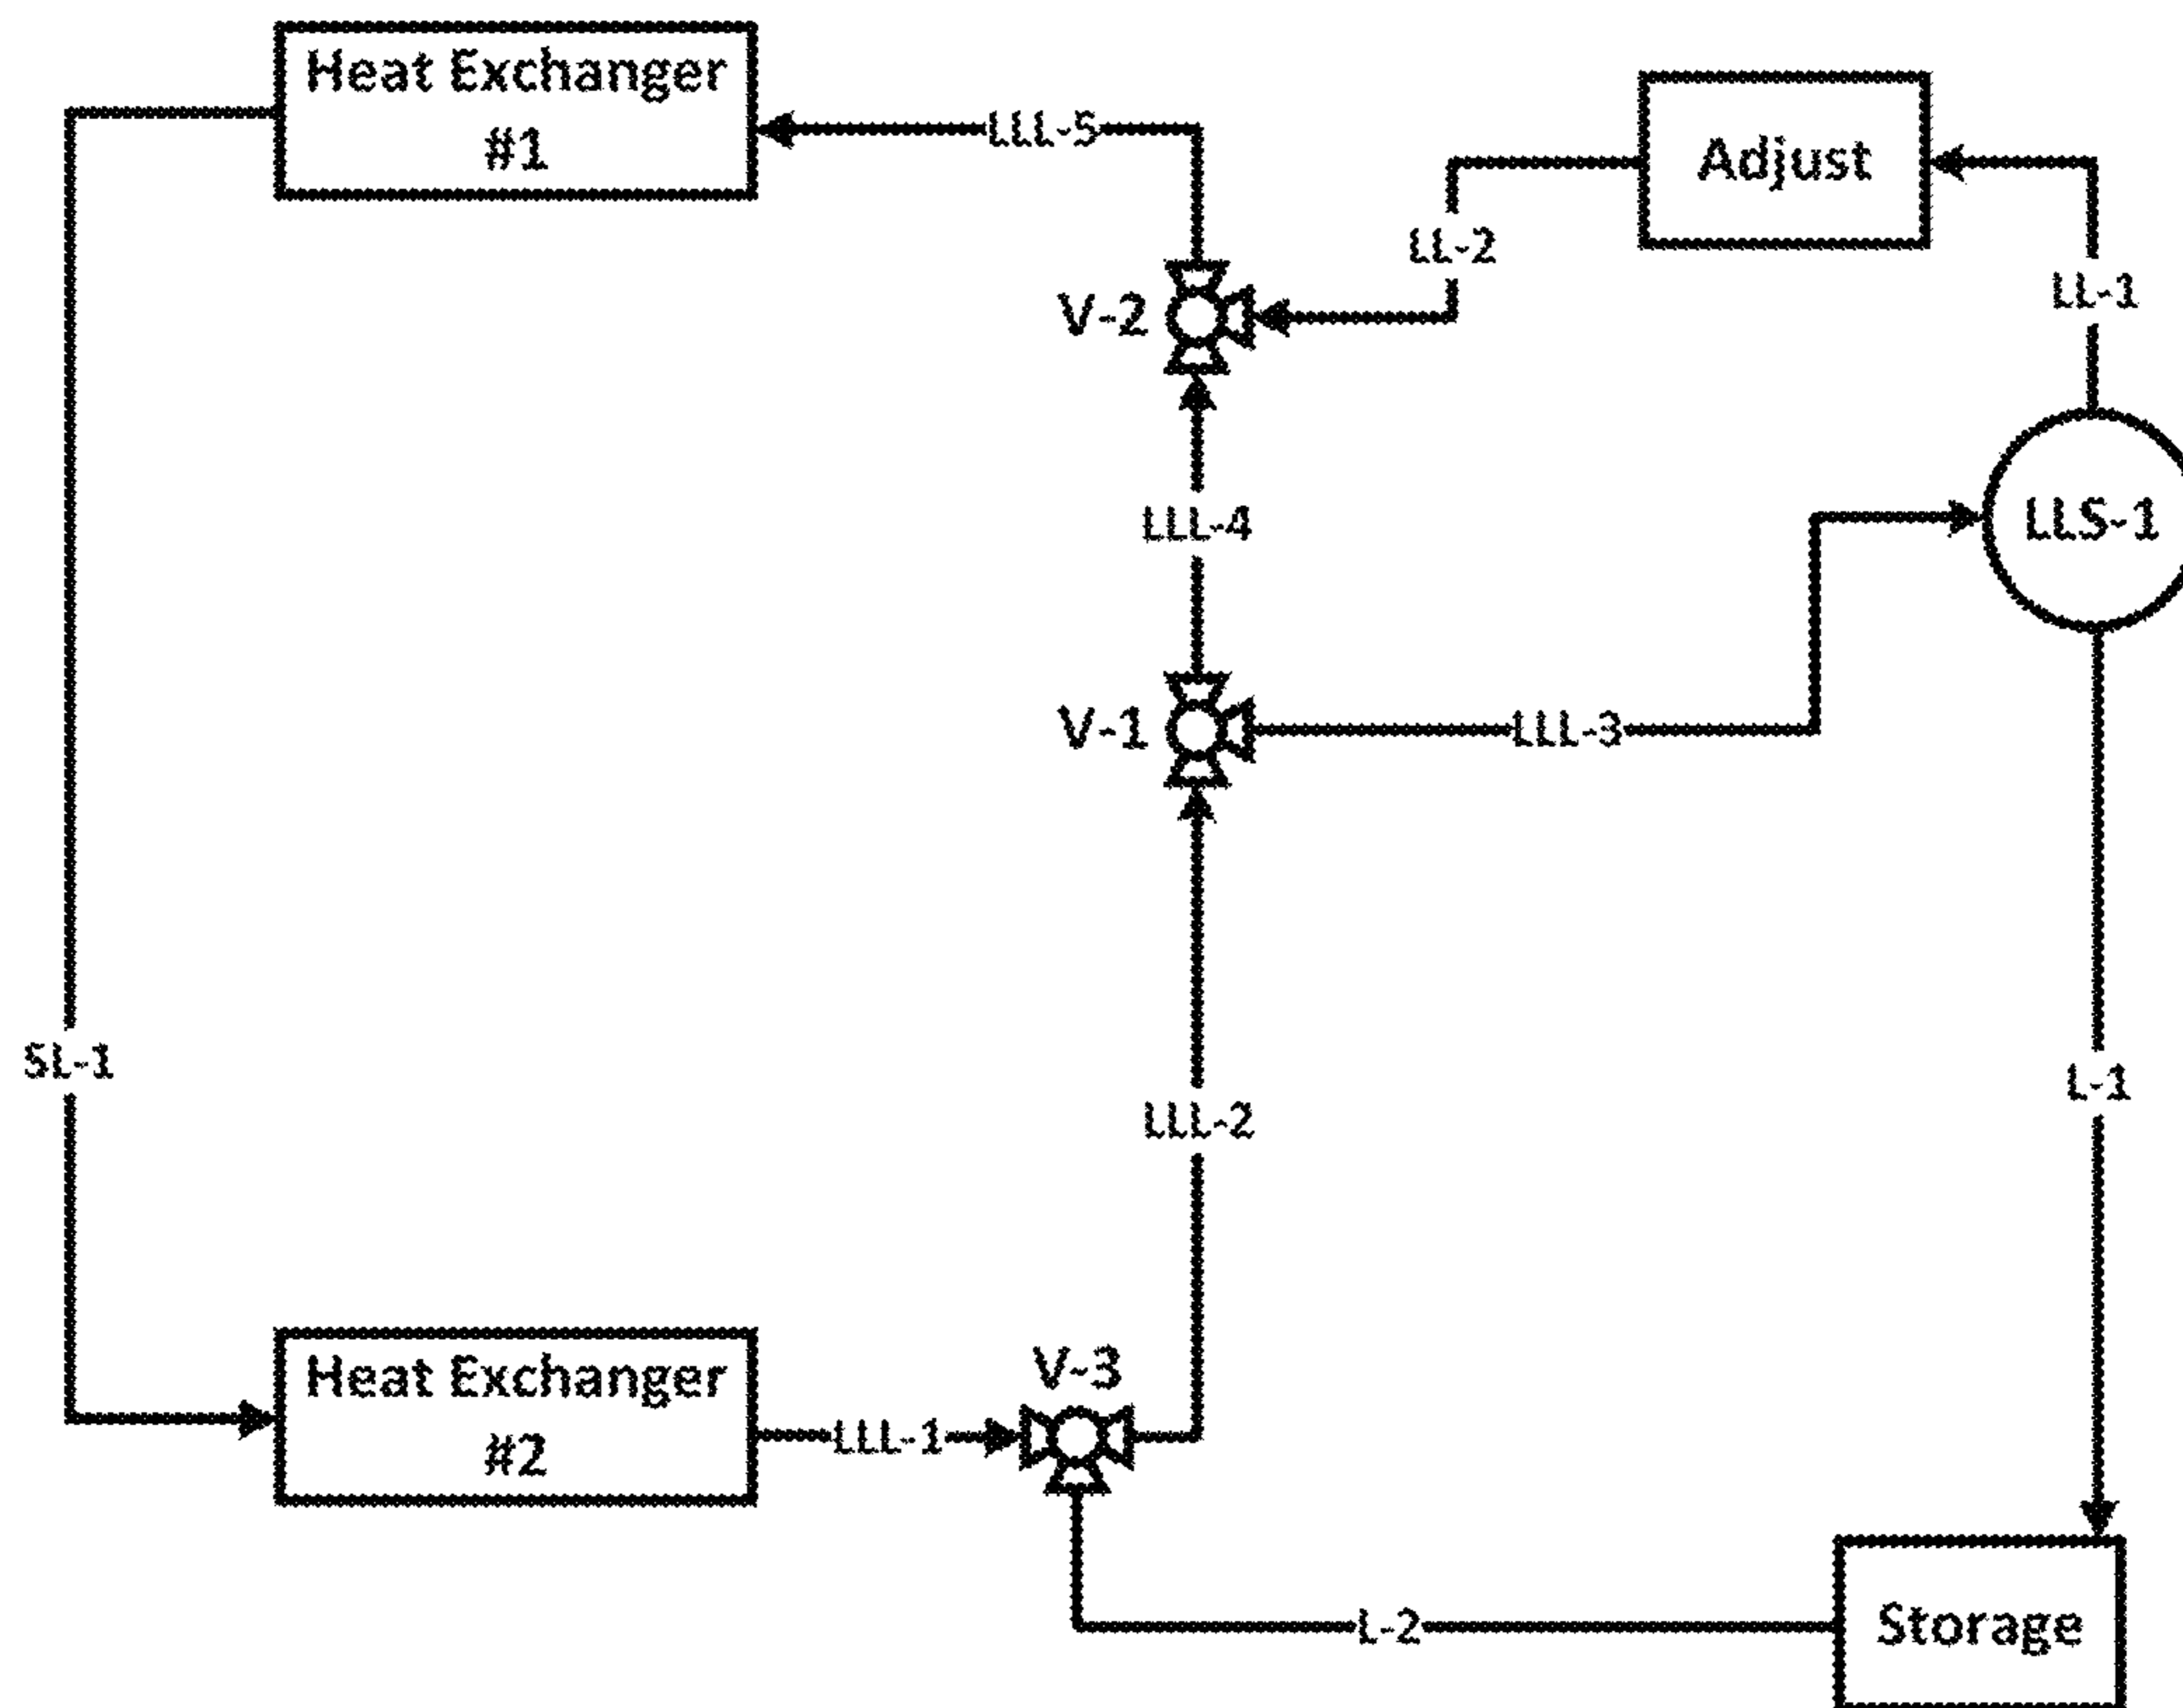 Heat Exchanger
#1
LLL-5
Adjust
LL-2
LL-1
V-2
LLL-4
LLS-1
V-1
LLL-3
SL-1
L-1
LLL-2
Heat Exchanger
#2
V-3
LLL-1
L-2
Storage